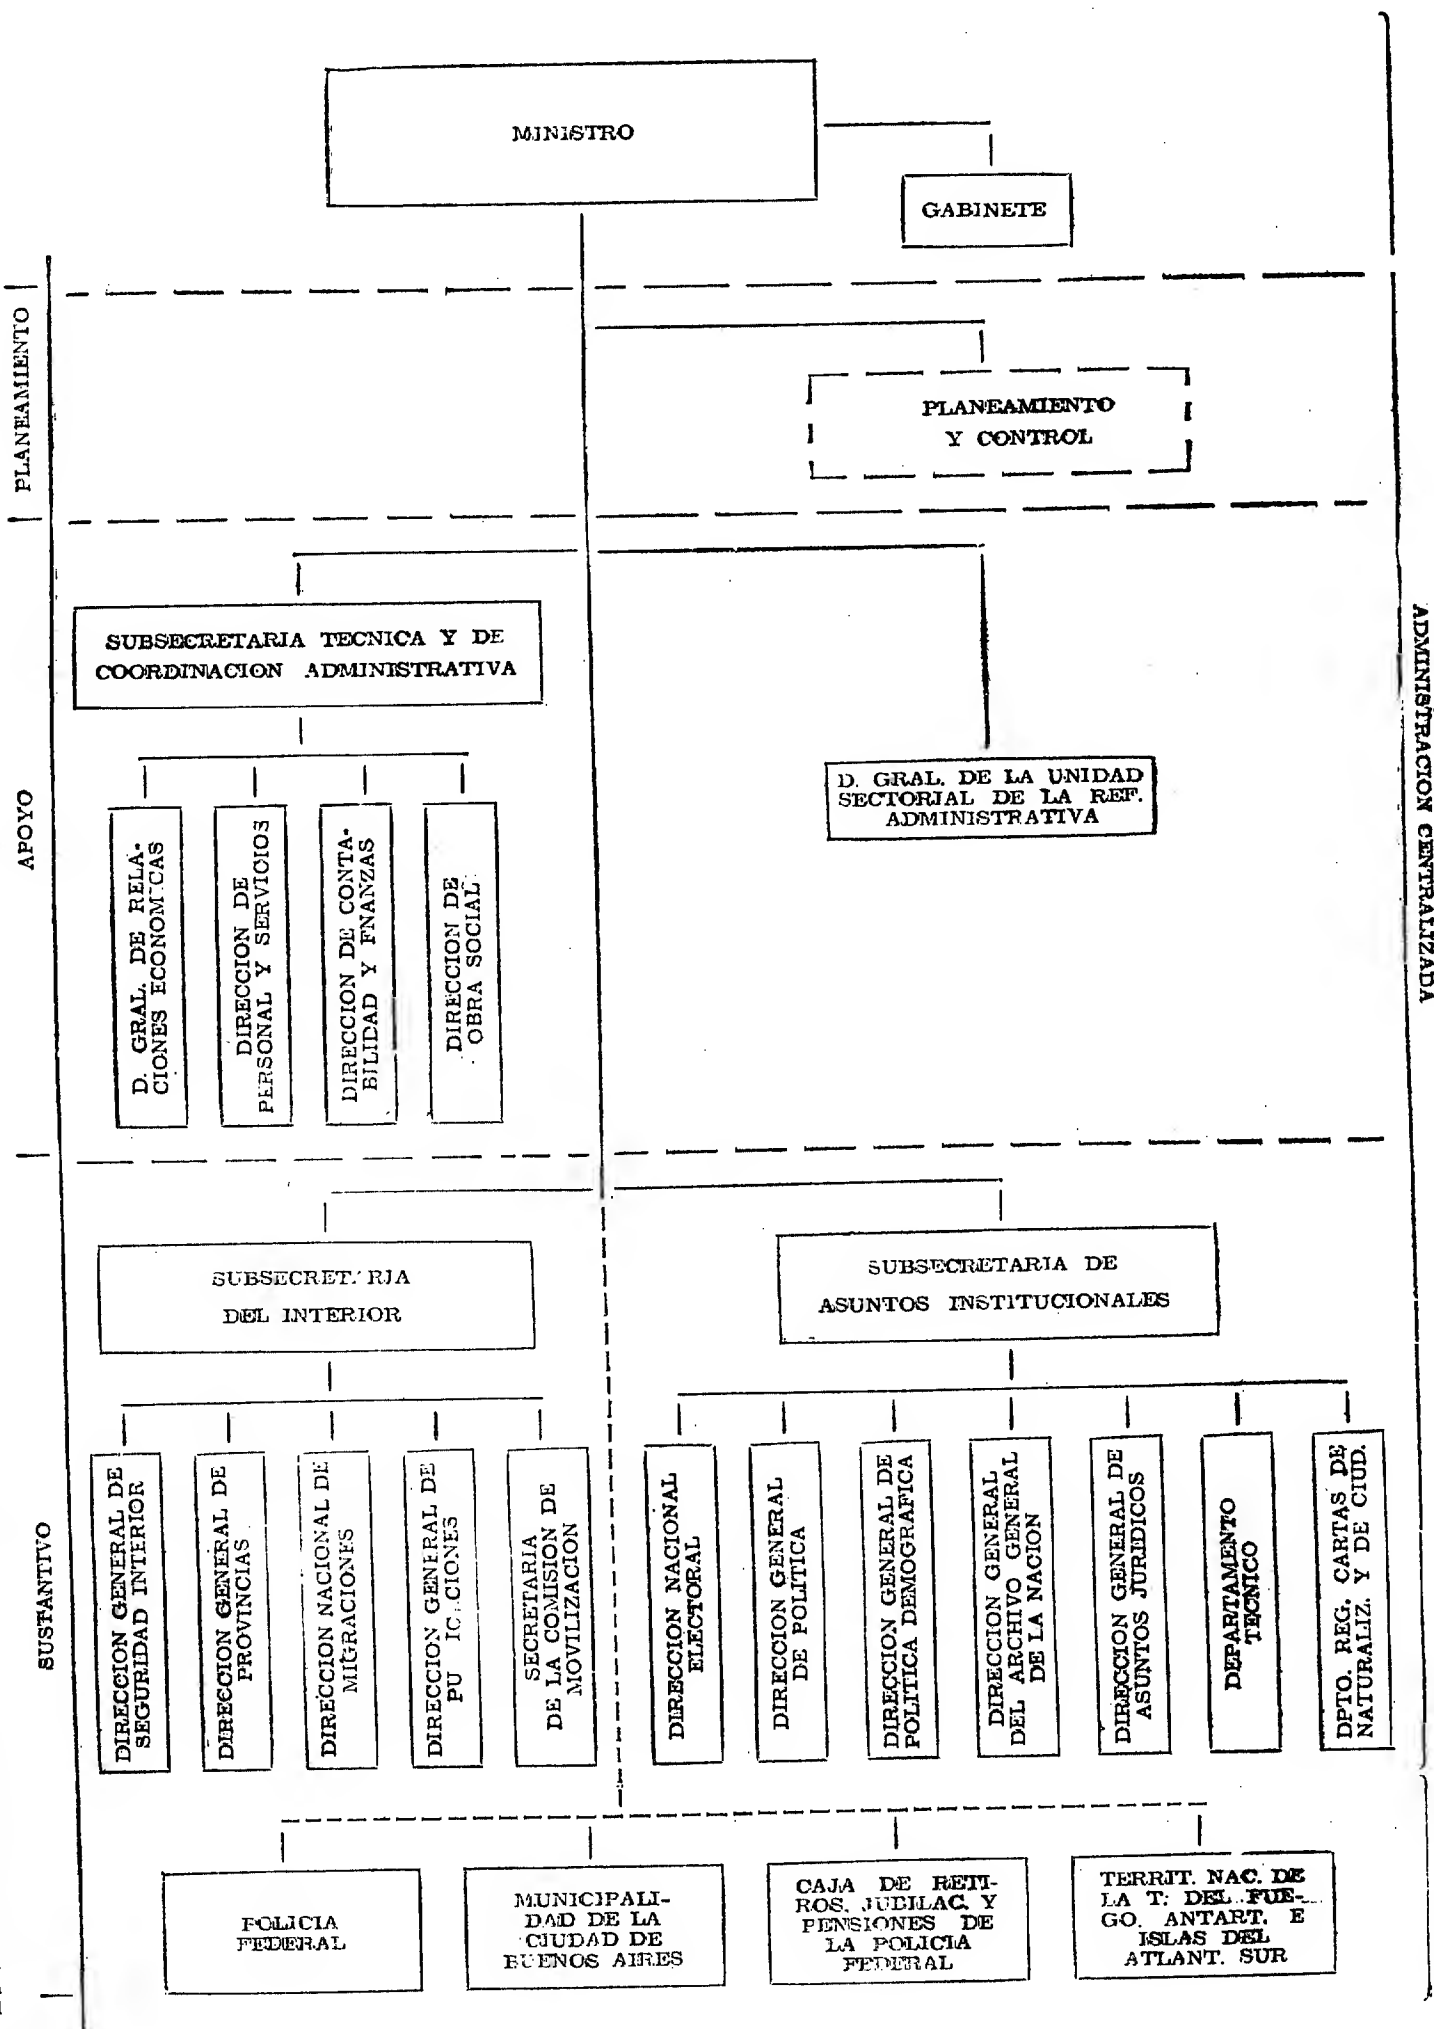 MINISTRO
GABINETE
PLANEAMIENTO
PLANEAMIENTO
Y CONTROL
APOYO
SUBSECRETARIA TECNICA Y DE
COORDINACION ADMINISTRATIVA
D. GRAL. DE LA UNIDAD
SECTORIAL DE LA REF.
ADMINISTRATIVA
D. GRAL. DE RELA-
CIONES ECONOMICAS
DIRECCION DE
PERSONAL Y SERVICIOS
DIRECCION DE CONTA-
BILIDAD Y FNANZAS
DIRECCION DE
OBRA SOCIAL
ADMINISTRACION CENTRALIZADA
SUSTANTIVO
SUBSECRETARIA
DEL INTERIOR
SUBSECRETARIA DE
ASUNTOS INSTITUCIONALES
DIRECCION GENERAL DE
SEGURIDAD INTERIOR
DIRECCION GENERAL DE
PROVINCIAS
DIRECCION NACIONAL DE
MIGRACIONES
DIRECCION GENERAL DE
SECRETARIA
DE LA COMISION DE
MOVILIZACION
DIRECCION NACIONAL
ELECTORAL
DIRECCION GENERAL
DE POLITICA
DIRECCION GENERAL DE
POLITICA DEMOGRAFICA
DIRECCION GENERAL
DEL ARCHIVO GENERAL
DE LA NACION
DIRECCION GENERAL DE
ASUNTOS JURIDICOS
DEPARTAMENTO
TECNICO
DPTO. REG. CARTAS DE
NATURALIZ. Y DE CIUD.
POLICIA
FEDERAL
MUNICIPALI-
DAD DE LA
CIUDAD DE
BUENOS AIRES
CAJA DE RETI-
ROS. JUBILAC. Y
PENSIONES DE
LA POLICIA
FEDERAL
TERRIT. NAC. DE
LA T. DEL FUE-
GO. ANTART. E
ISLAS DEL
ATLANT. SUR